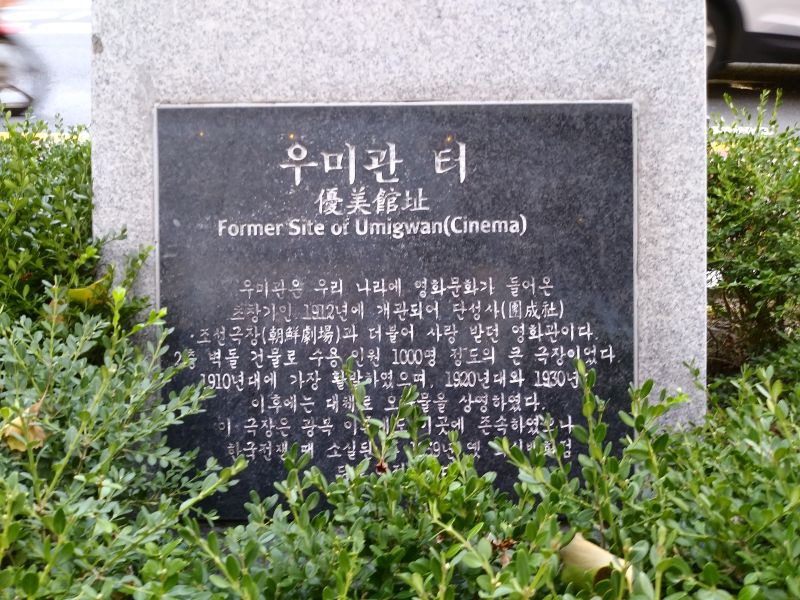 우미관 터
優美館址
Former Site of Umigwan(Cinema)
우미관은 우리 나라에 영화문화가 들어온
초창기인 1912년에 개관되어 단성사(團成社)
조선극장(朝鮮劇場)과 더불어 사랑 받던 영화관이다.
2층 벽돌 건물로 수용 인원 1000명 정도의 큰 극장이었다
1910년대에 가장 활발하였으며, 1920년대와 1930년
이후에는 대체로 상영하였다.
이 극장은 광복 이곳에 존속하였으나
한국전쟁 때 옛